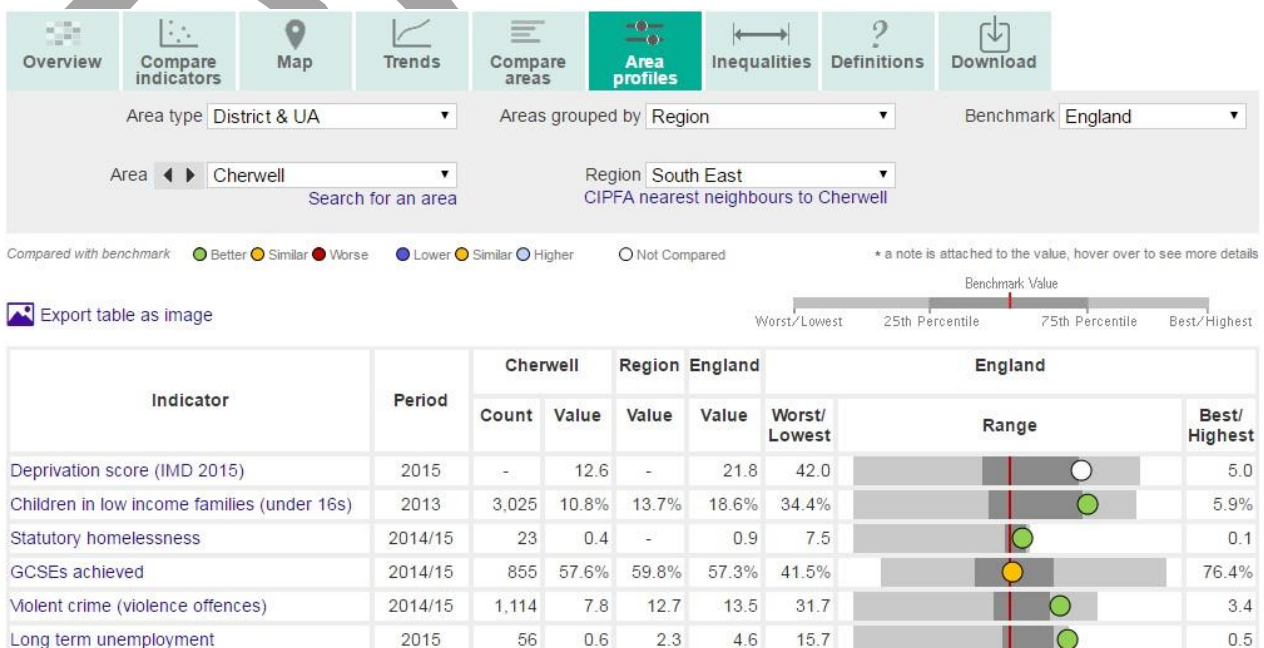 Overview Compare indicators Map Trends Compare areas Area profiles Inequalities Definitions Download
Area type District & UA Areas grouped by Region Benchmark England
Area Cherwell Region South East
Search for an area CIPFA nearest neighbours to Cherwell
Compared with benchmark Better Similar Worse Lower Similar Higher Not Compared * a note is attached to the value, hover over to see more details
Benchmark Value
Export table as image
Worst/Lowest 25th Percentile 75th Percentile Best/Highest
Cherwell Region England England
Indicator Period Count Value Value Value Worst/Lowest Range Best/Highest
Deprivation score (IMD 2015) 2015 - 12.6 - 21.8 42.0 5.0
Children in low income families (under 16s) 2013 3,025 10.8% 13.7% 18.6% 34.4% 5.9%
Statutory homelessness 2014/15 23 0.4 - 0.9 7.5 0.1
GCSEs achieved 2014/15 855 57.6% 59.8% 57.3% 41.5% 76.4%
Violent crime (violence offences) 2014/15 1,114 7.8 12.7 13.5 31.7 3.4
Long term unemployment 2015 56 0.6 2.3 4.6 15.7 0.5